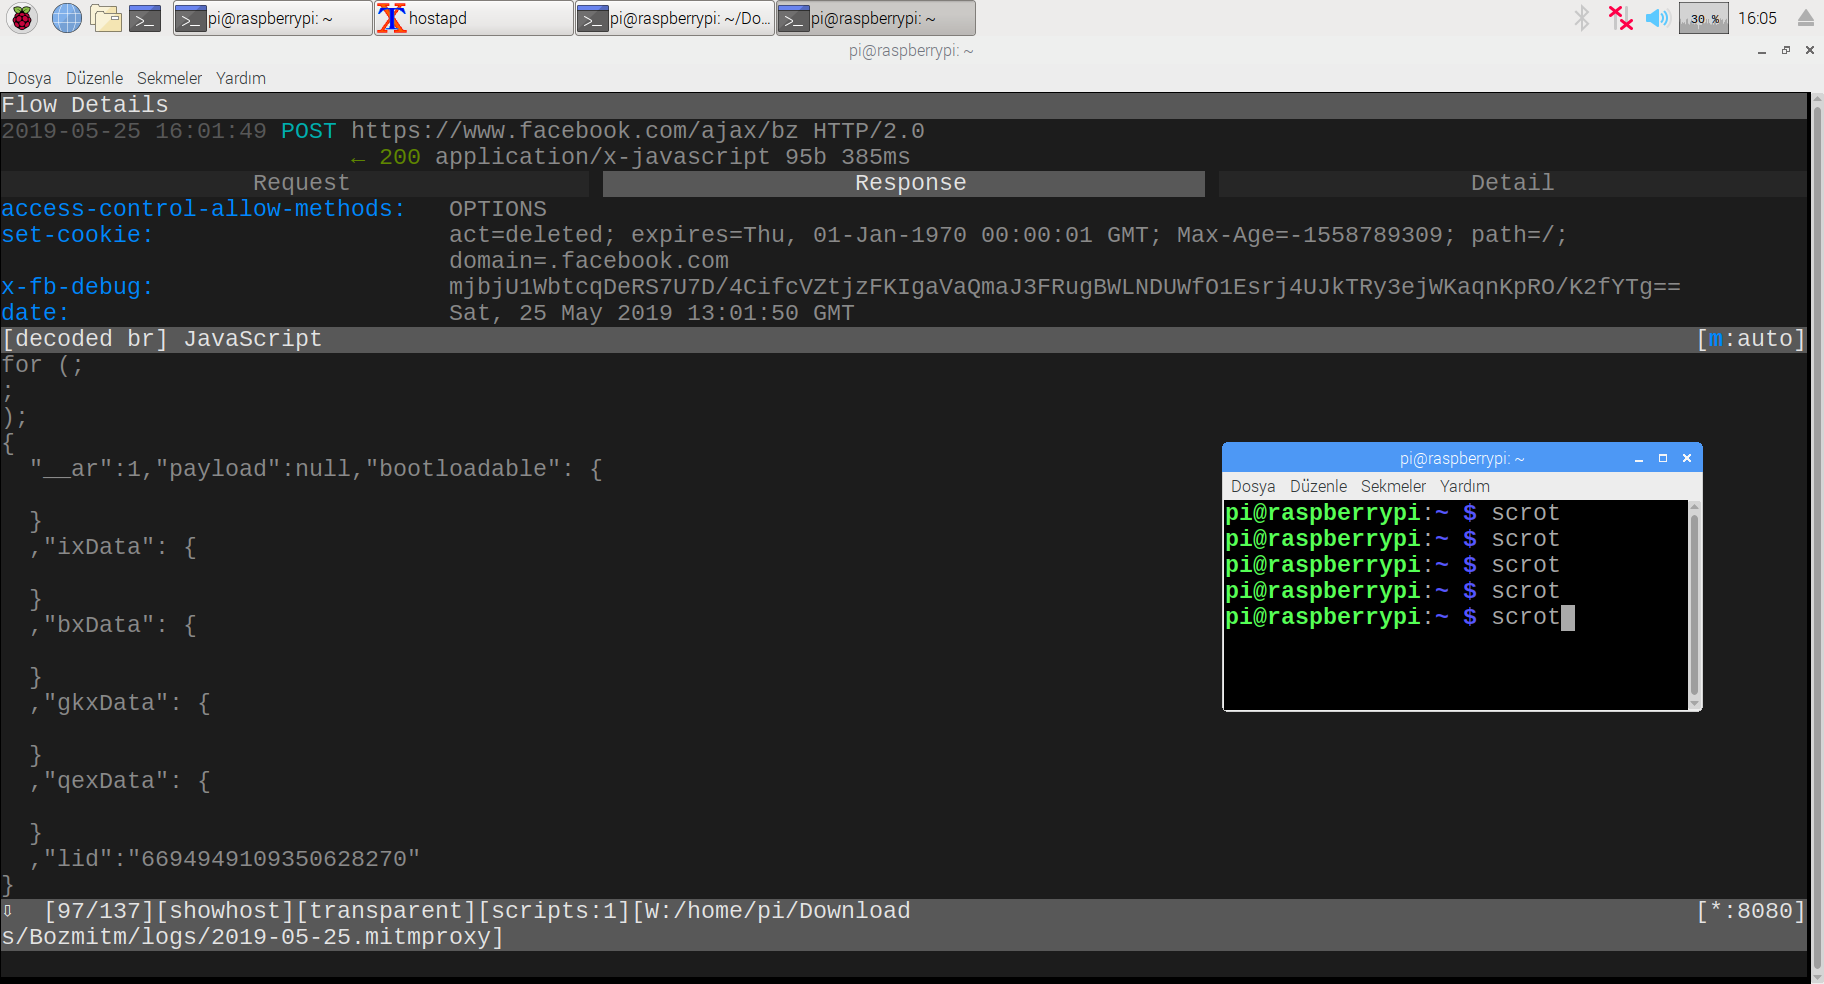 pi@raspberrypi: ~
hostapd
pi@raspberrypi: ~/Do...
pi@raspberrypi: ~
30 %
16:05
pi@raspberrypi: ~
Dosya Düzenle Sekmeler Yardım
Flow Details
2019-05-25 16:01:49 POST https://www.facebook.com/ajax/bz HTTP/2.0
← 200 application/x-javascript 95b 385ms
Request Response Detail
access-control-allow-methods: OPTIONS
set-cookie: act=deleted; expires=Thu, 01-Jan-1970 00:00:01 GMT; Max-Age=-1558789309; path=/;
domain=.facebook.com
x-fb-debug: mjbjU1WbtcqDeRS7U7D/4CifcVZtjzFKIgaVaQmaJ3FRugBWLNDUWfO1Esrj4UJkTRy3ejWKaqnKpRO/K2fYTg==
date: Sat, 25 May 2019 13:01:50 GMT
[decoded br] JavaScript [m:auto]
for (;
;
);
{
"__ar":1,"payload":null,"bootloadable": {
}
,"ixData": {
}
,"bxData": {
}
,"gkxData": {
}
,"qexData": {
}
,"lid":"6694949109350628270"
}
⇩ [97/137][showhost][transparent][scripts:1][W:/home/pi/Download [*:8080]
s/Bozmitm/logs/2019-05-25.mitmproxy]
pi@raspberrypi: ~
Dosya Düzenle Sekmeler Yardım
pi@raspberrypi:~ $ scrot
pi@raspberrypi:~ $ scrot
pi@raspberrypi:~ $ scrot
pi@raspberrypi:~ $ scrot
pi@raspberrypi:~ $ scrot